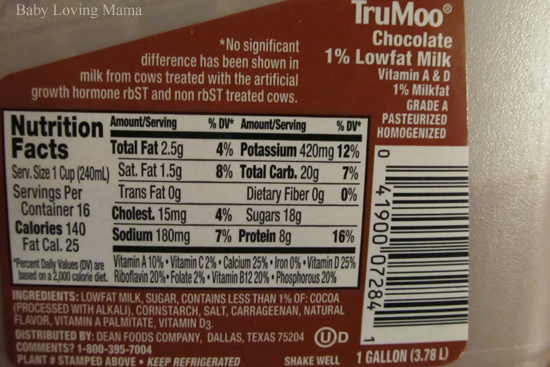 Baby Loving Mama
TruMoo®
Chocolate
1% Lowfat Milk
Vitamin A & D
1% Milkfat
GRADE A
PASTEURIZED
HOMOGENIZED
*No significant
difference has been shown in
milk from cows treated with the artificial
growth hormone rbST and non rbST treated cows.
Nutrition
Facts
Serv. Size 1 Cup (240mL)
Servings Per
Container 16
Calories 140
Fat Cal. 25
*Percent Daily Values (DV) are
based on a 2,000 calorie diet.
Amount/Serving % DV* Amount/Serving % DV*
Total Fat 2.5g 4% Potassium 420mg 12%
Sat. Fat 1.5g 8% Total Carb. 20g 7%
Trans Fat 0g Dietary Fiber 0g 0%
Cholest. 15mg 4% Sugars 18g
Sodium 180mg 7% Protein 8g 16%
Vitamin A 10% • Vitamin C 2% • Calcium 25% • Iron 0% • Vitamin D 25%
Riboflavin 20% • Folate 2% • Vitamin B12 20% • Phosphorous 20%
INGREDIENTS: LOWFAT MILK, SUGAR, CONTAINS LESS THAN 1% OF: COCOA
(PROCESSED WITH ALKALI), CORNSTARCH, SALT, CARRAGEENAN, NATURAL
FLAVOR, VITAMIN A PALMITATE, VITAMIN D3.
DISTRIBUTED BY: DEAN FOODS COMPANY, DALLAS, TEXAS 75204 UD
COMMENTS? 1-800-395-7004
PLANT # STAMPED ABOVE • KEEP REFRIGERATED SHAKE WELL
0 41900 07284 1
1 GALLON (3.78 L)